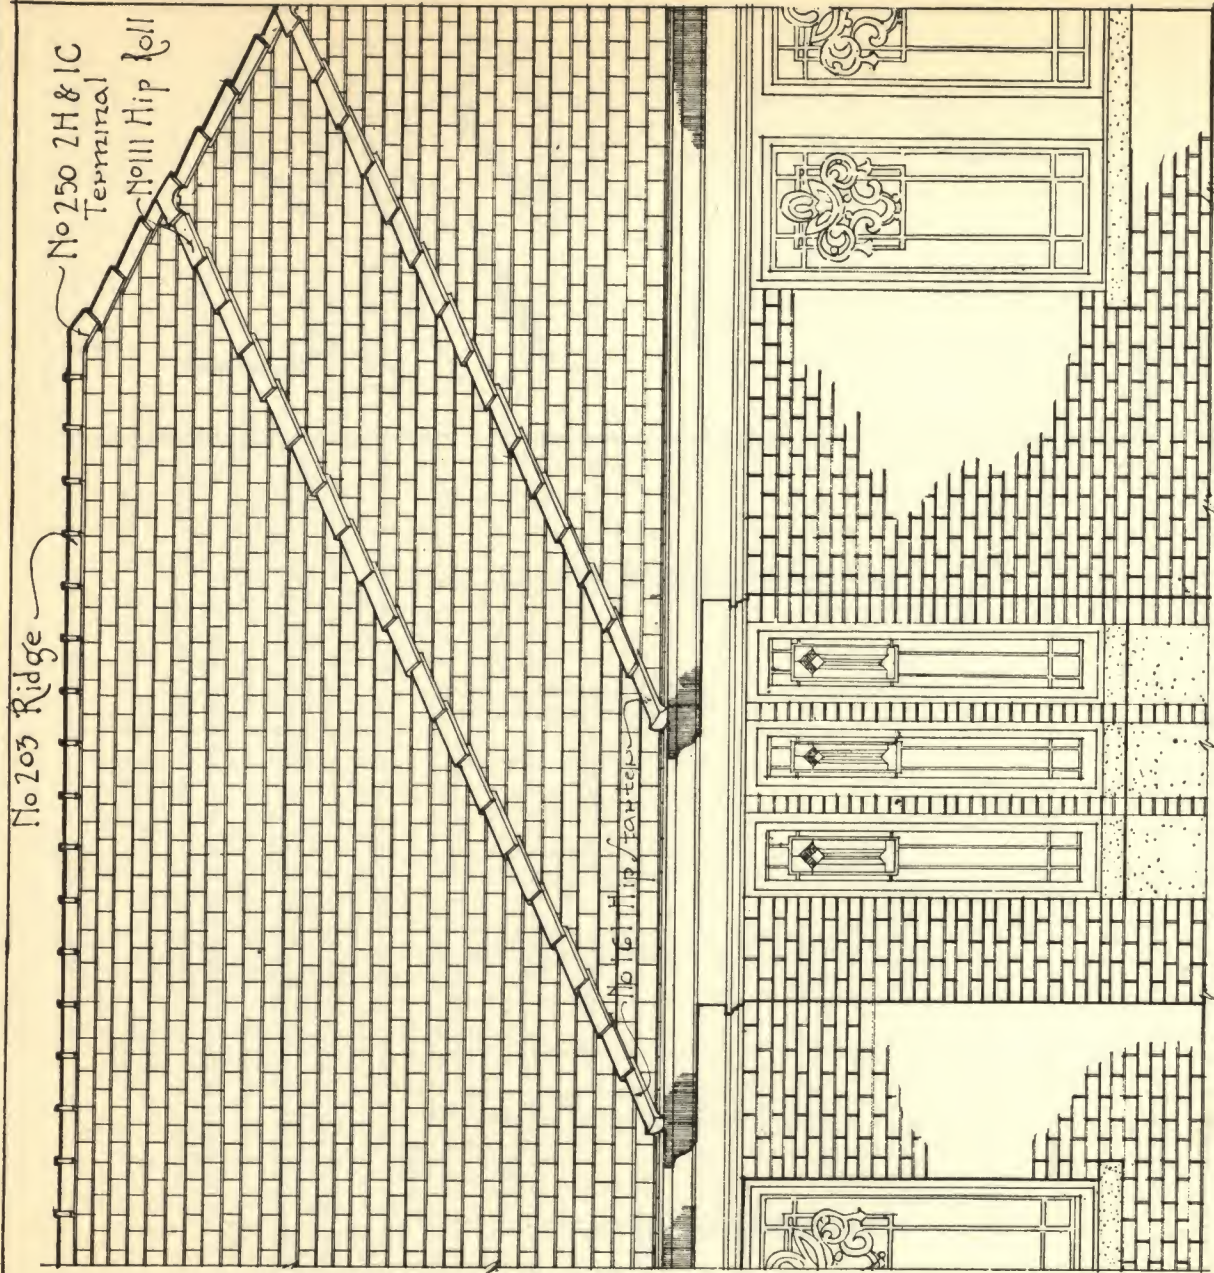 No 203 Ridge
No 250 2H & 1C
Terminal
No 111 Hip Roll
No 161 Hip Starter